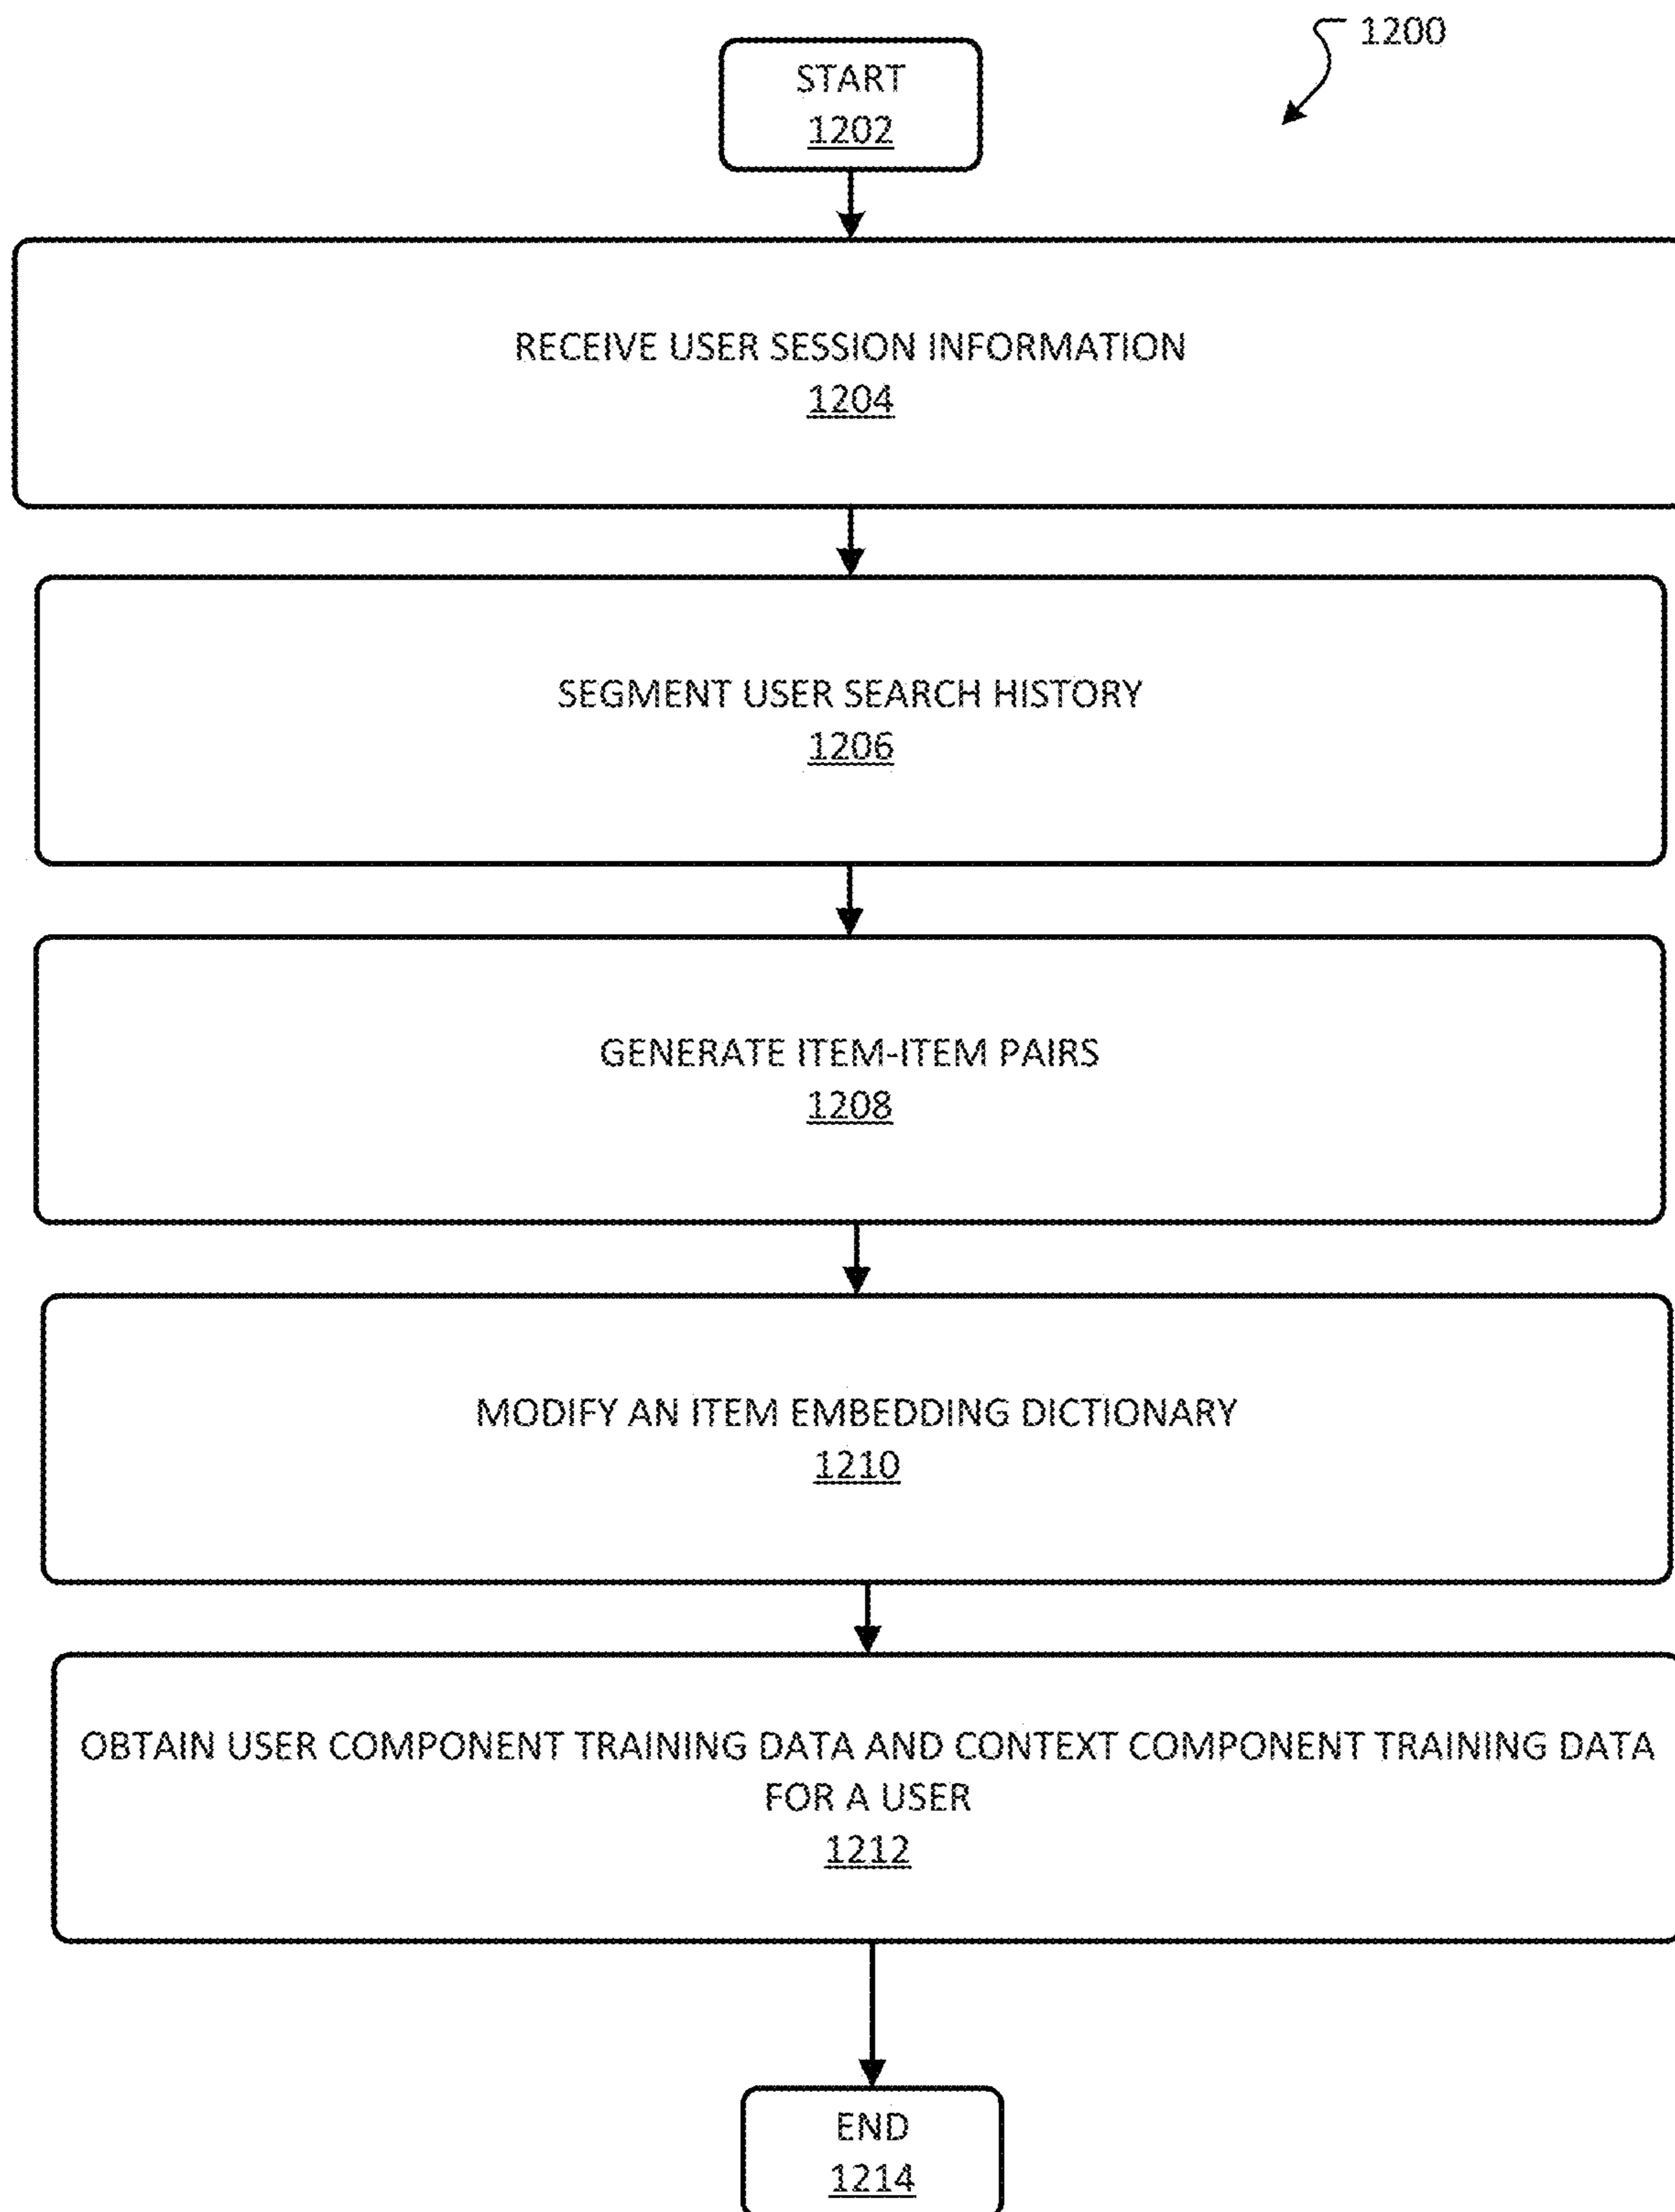 1200
START
1202
RECEIVE USER SESSION INFORMATION
1204
SEGMENT USER SEARCH HISTORY
1206
GENERATE ITEM-ITEM PAIRS
1208
MODIFY AN ITEM EMBEDDING DICTIONARY
1210
OBTAIN USER COMPONENT TRAINING DATA AND CONTEXT COMPONENT TRAINING DATA
FOR A USER
1212
END
1214